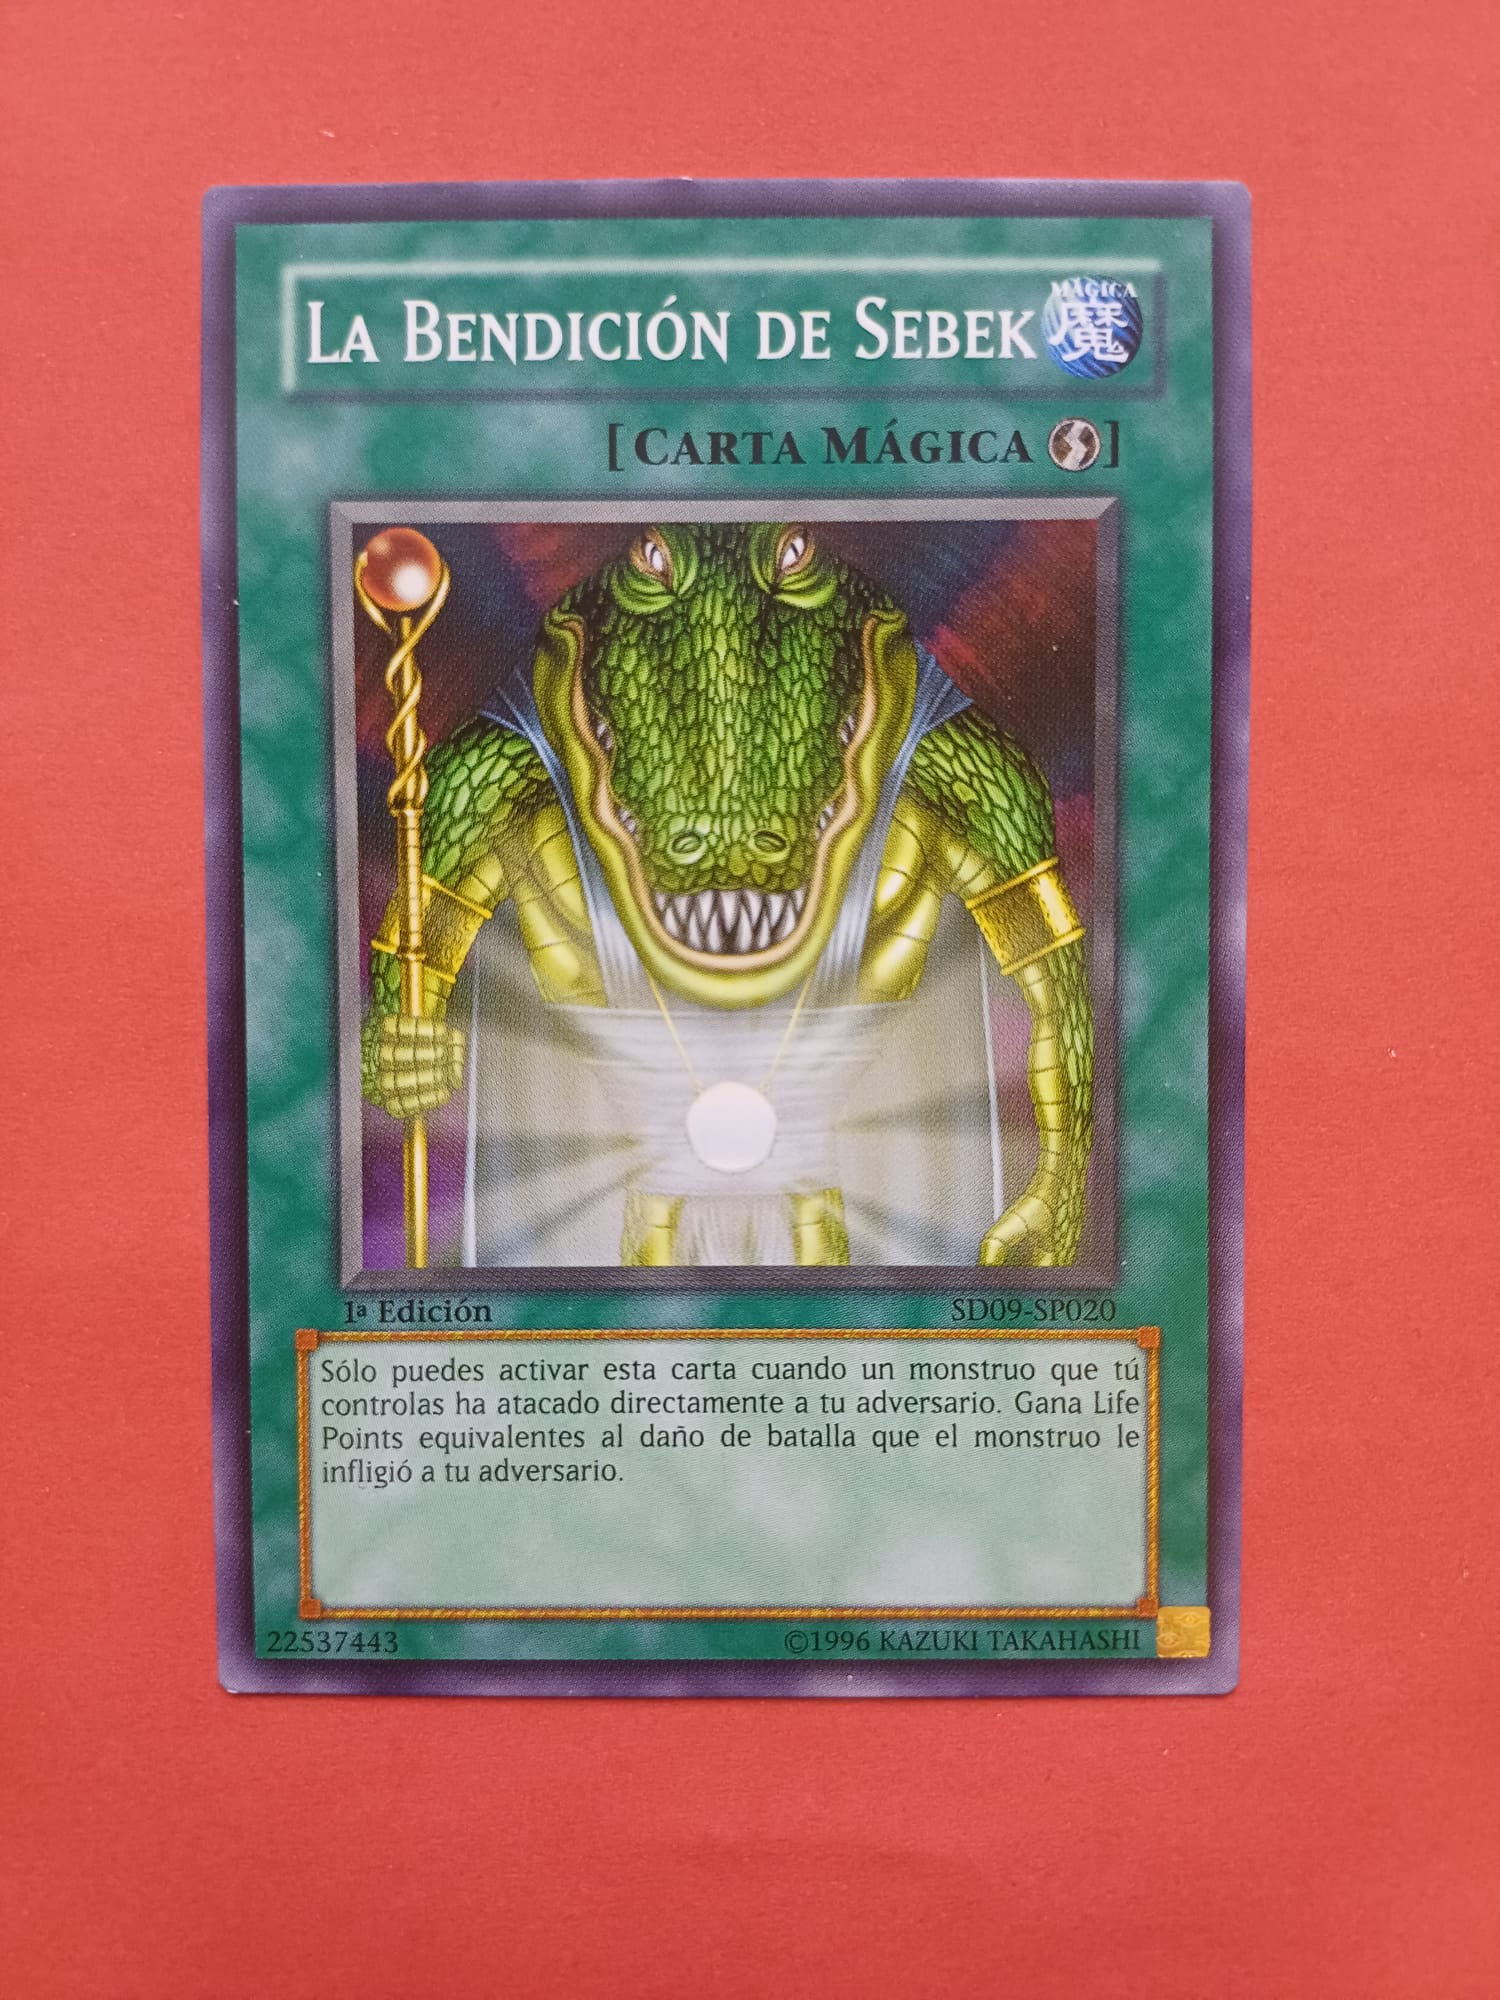 LA BENDICIÓN DE SEBEK
MÁGICA
魔
[CARTA MÁGICA]
1ª Edición
SD09-SP020
Sólo puedes activar esta carta cuando un monstruo que tú
controlas ha atacado directamente a tu adversario. Gana Life
Points equivalentes al daño de batalla que el monstruo le
infligió a tu adversario.
22537443
©1996 KAZUKI TAKAHASHI